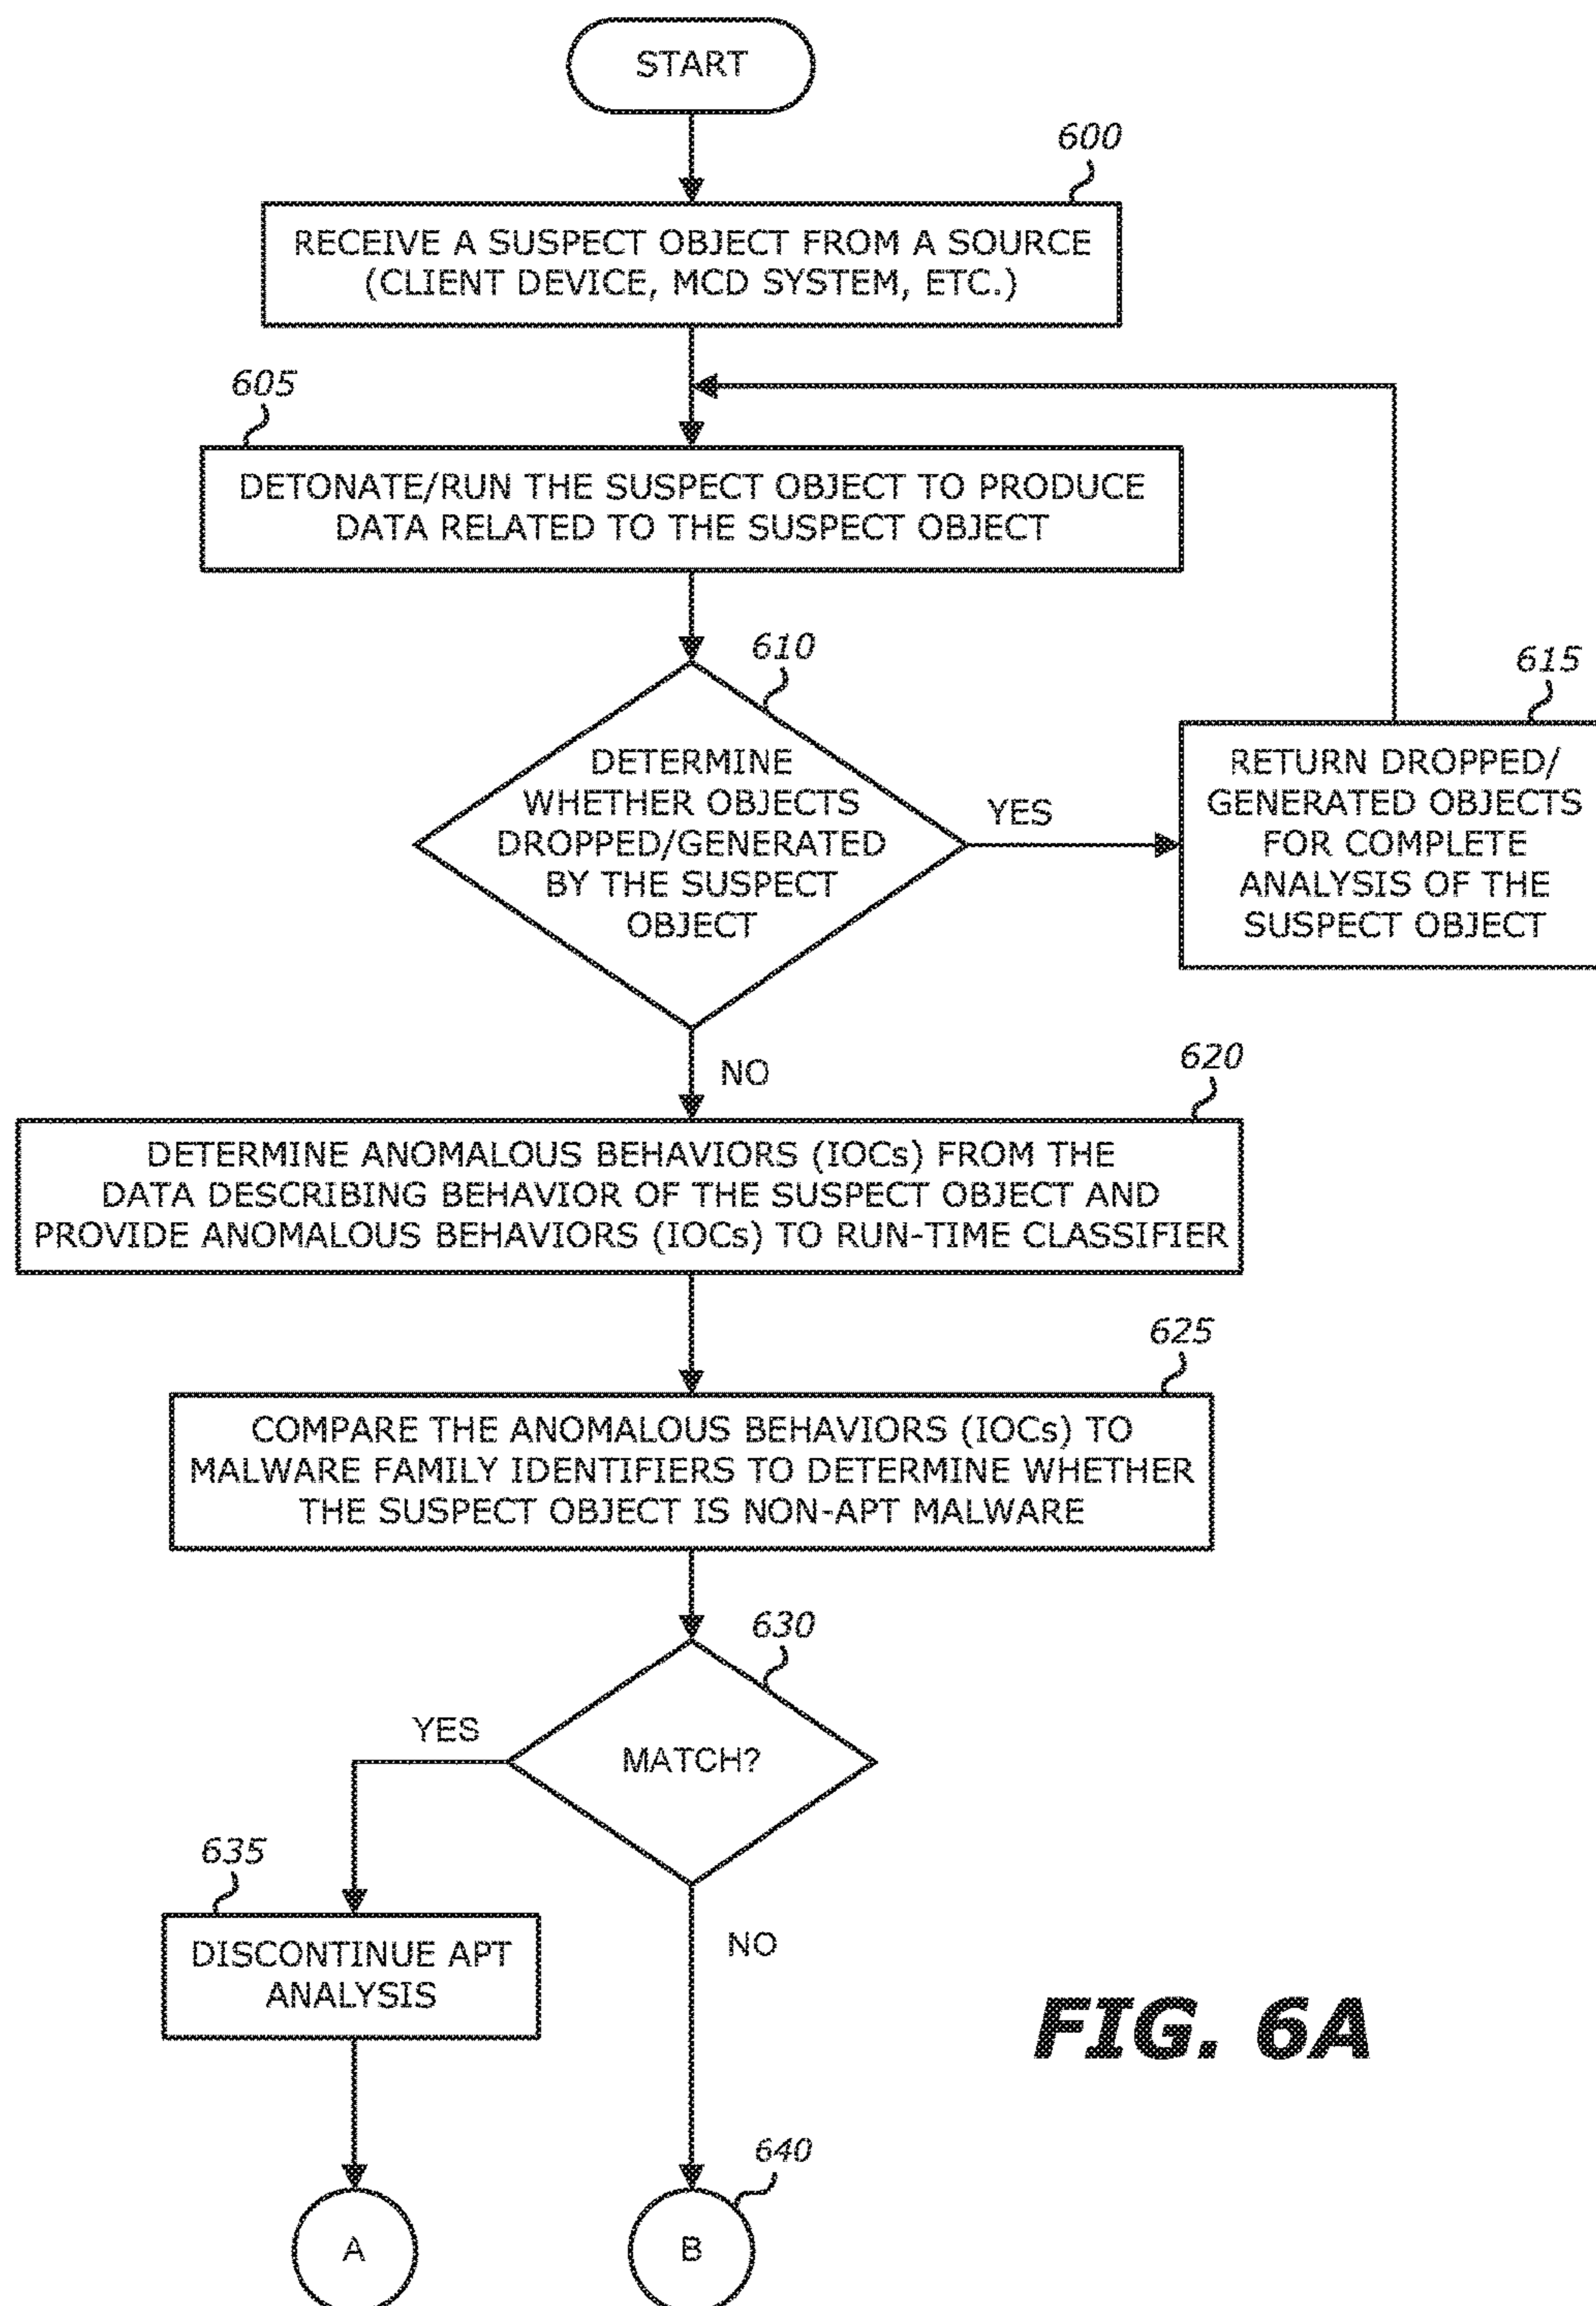 START
600
RECEIVE A SUSPECT OBJECT FROM A SOURCE
(CLIENT DEVICE, MCD SYSTEM, ETC.)
605
DETONATE/RUN THE SUSPECT OBJECT TO PRODUCE
DATA RELATED TO THE SUSPECT OBJECT
610
DETERMINE
WHETHER OBJECTS
DROPPED/GENERATED
BY THE SUSPECT
OBJECT
YES
615
RETURN DROPPED/
GENERATED OBJECTS
FOR COMPLETE
ANALYSIS OF THE
SUSPECT OBJECT
NO
620
DETERMINE ANOMALOUS BEHAVIORS (IOCs) FROM THE
DATA DESCRIBING BEHAVIOR OF THE SUSPECT OBJECT AND
PROVIDE ANOMALOUS BEHAVIORS (IOCs) TO RUN-TIME CLASSIFIER
625
COMPARE THE ANOMALOUS BEHAVIORS (IOCs) TO
MALWARE FAMILY IDENTIFIERS TO DETERMINE WHETHER
THE SUSPECT OBJECT IS NON-APT MALWARE
630
MATCH?
YES
635
DISCONTINUE APT
ANALYSIS
NO
640
A
B
FIG. 6A